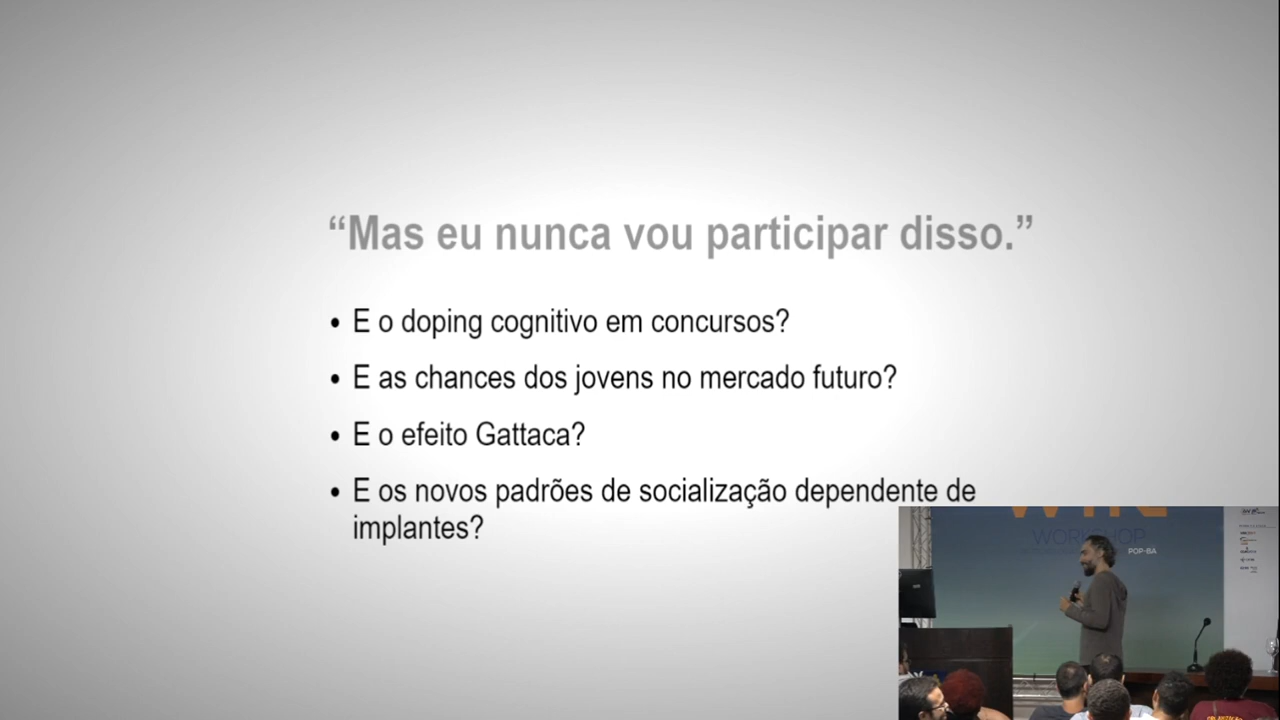 “Mas eu nunca vou participar disso.”
• E o doping cognitivo em concursos?
• E as chances dos jovens no mercado futuro?
• E o efeito Gattaca?
• E os novos padrões de socialização dependente de
implantes?
WORKSHOP
POP-BA